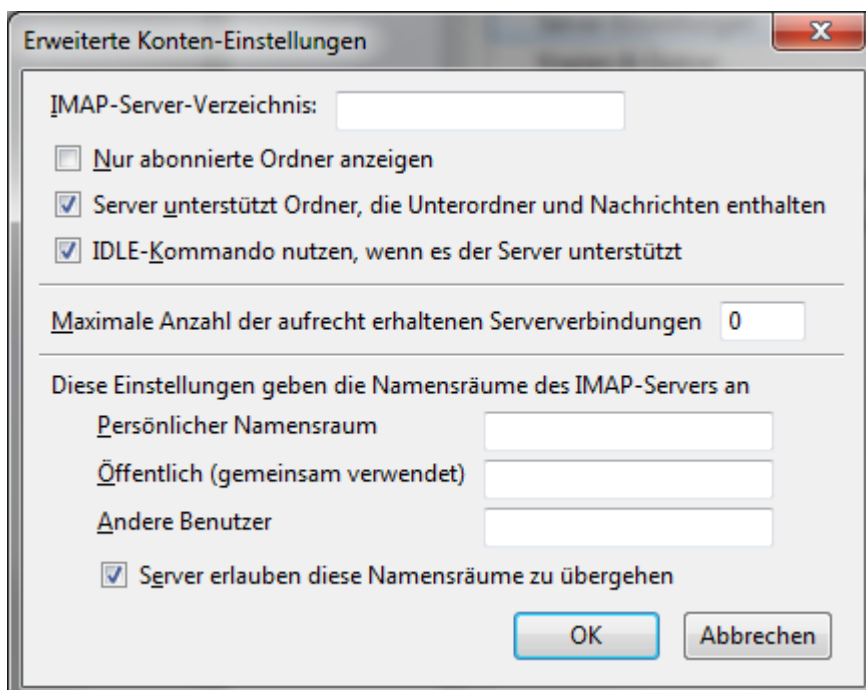 Erweiterte Konten-Einstellungen
IMAP-Server-Verzeichnis:
Nur abonnierte Ordner anzeigen
Server unterstützt Ordner, die Unterordner und Nachrichten enthalten
IDLE-Kommando nutzen, wenn es der Server unterstützt
Maximale Anzahl der aufrecht erhaltenen Serververbindungen 0
Diese Einstellungen geben die Namensräume des IMAP-Servers an
Persönlicher Namensraum
Öffentlich (gemeinsam verwendet)
Andere Benutzer
Server erlauben diese Namensräume zu übergehen
OK Abbrechen